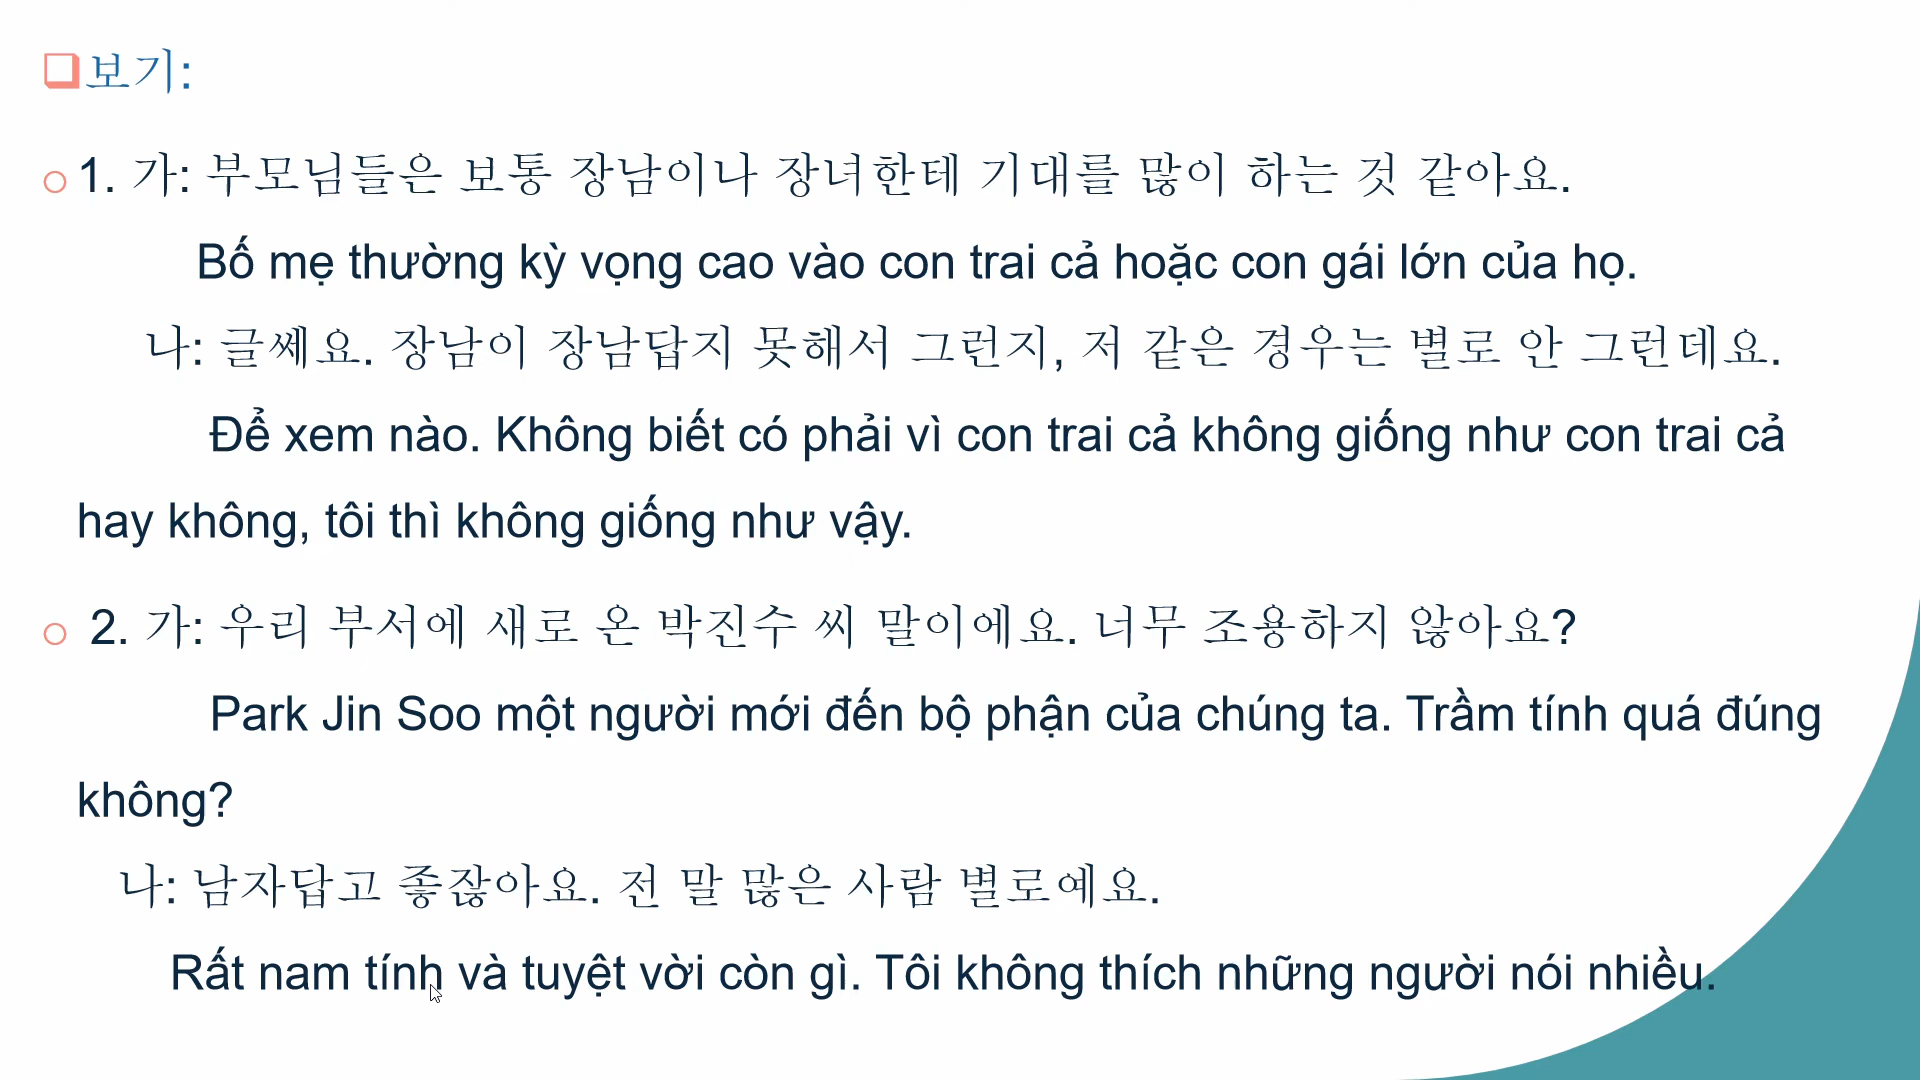 보기:
1. 가: 부모님들은 보통 장남이나 장녀한테 기대를 많이 하는 것 같아요.
Bố mẹ thường kỳ vọng cao vào con trai cả hoặc con gái lớn của họ.
나: 글쎄요. 장남이 장남답지 못해서 그런지, 저 같은 경우는 별로 안 그런데요.
Để xem nào. Không biết có phải vì con trai cả không giống như con trai cả
hay không, tôi thì không giống như vậy.
2. 가: 우리 부서에 새로 온 박진수 씨 말이에요. 너무 조용하지 않아요?
Park Jin Soo một người mới đến bộ phận của chúng ta. Trầm tính quá đúng
không?
나: 남자답고 좋잖아요. 전 말 많은 사람 별로예요.
Rất nam tính và tuyệt vời còn gì. Tôi không thích những người nói nhiều.